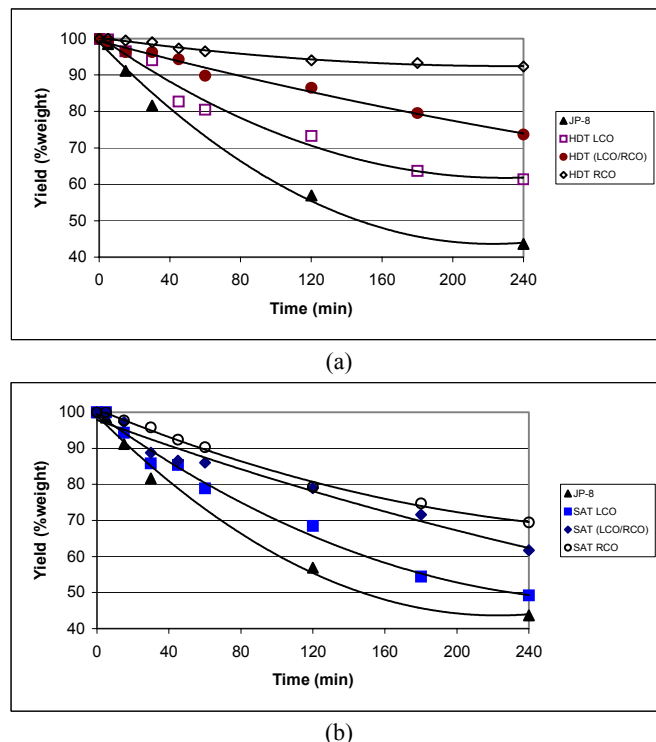 100
90
80
70
60
50
40
Yield (%weight)
0 40 80 120 160 200 240
Time (min)
JP-8
HDT LCO
HDT (LCO/RCO)
HDT RCO
(a)
100
90
80
70
60
50
40
Yield (%weight)
0 40 80 120 160 200 240
Time (min)
JP-8
SAT LCO
SAT (LCO/RCO)
SAT RCO
(b)